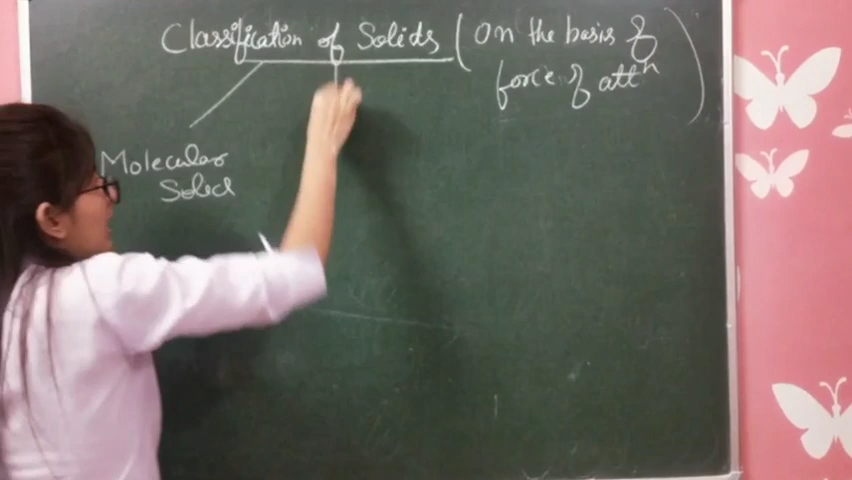 Classification of Solids (on the basis of
force of attn)
Molecular
Solid